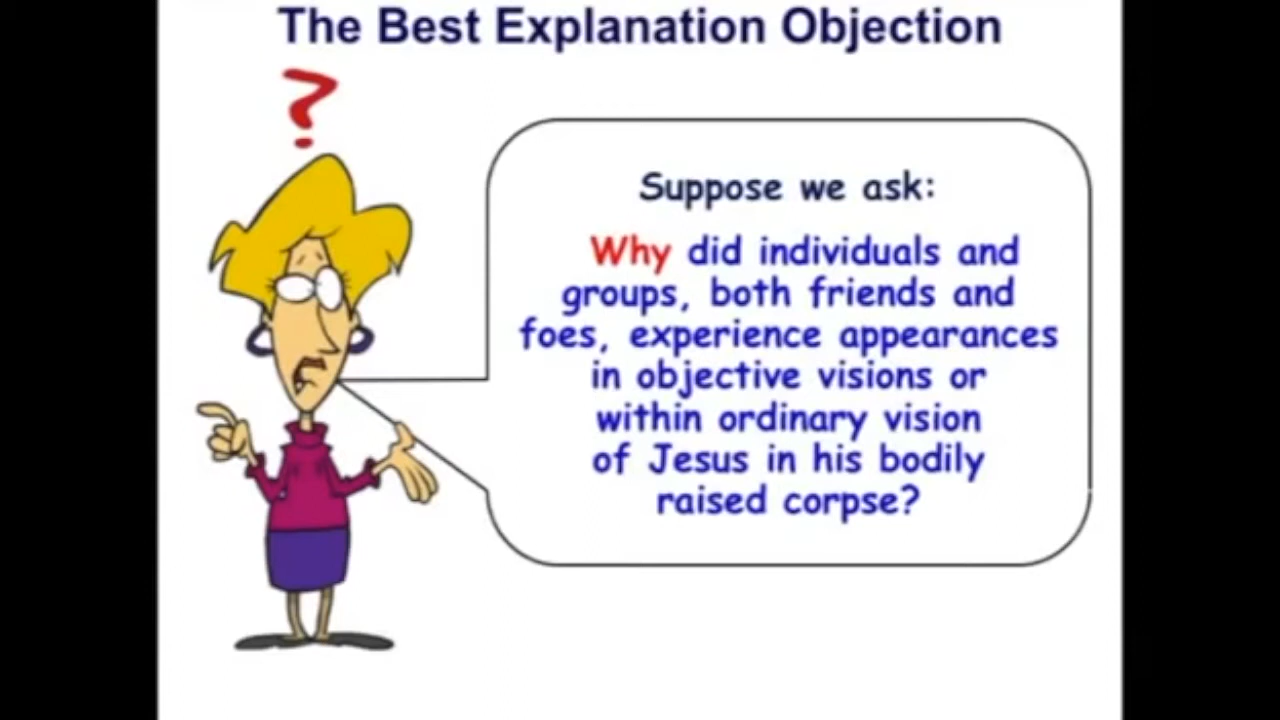 The Best Explanation Objection
?
Suppose we ask:
Why did individuals and
groups, both friends and
foes, experience appearances
in objective visions or
within ordinary vision
of Jesus in his bodily
raised corpse?